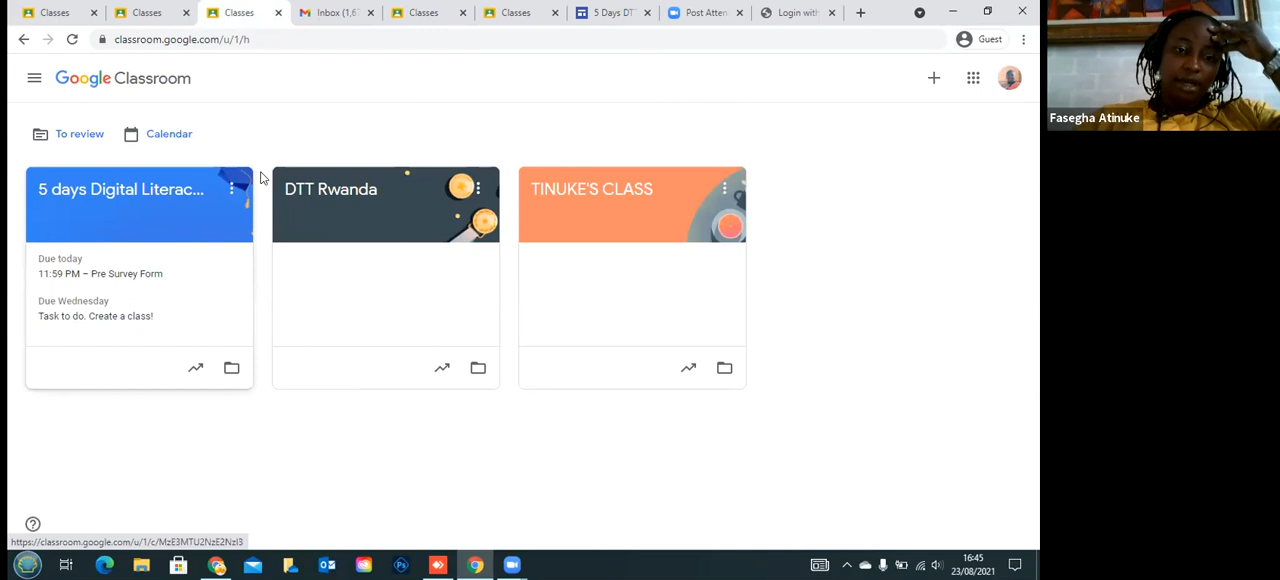 Classes
Classes
Classes
Inbox (1,6
Classes
Classes
5 Days DT
Post Atten
Login with
classroom.google.com/u/1/h
Guest
Google Classroom
To review
Calendar
5 days Digital Literac...
DTT Rwanda
TINUKE'S CLASS
Due today
11:59 PM – Pre Survey Form
Due Wednesday
Task to do. Create a class!
Fasegha Atinuke
https://classroom.google.com/u/1/c/MzE3MTU2NzE2NzI3
16:45
23/08/2021